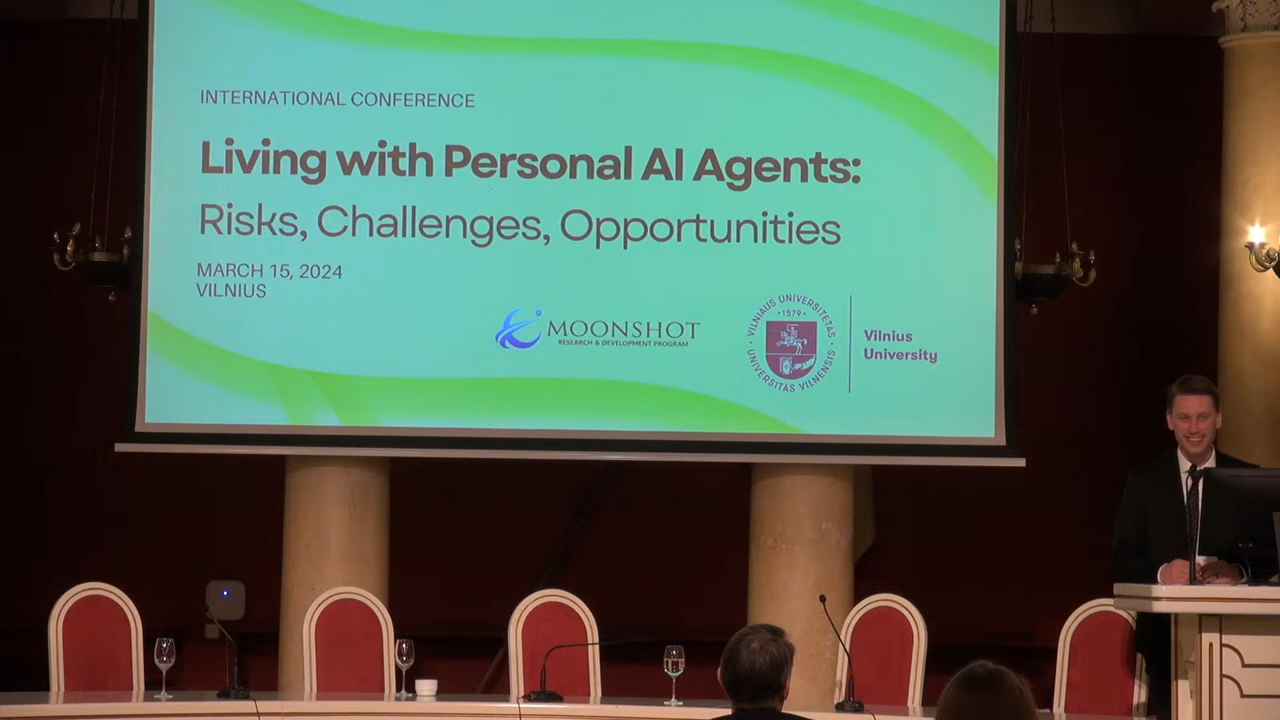 INTERNATIONAL CONFERENCE
Living with Personal AI Agents:
Risks, Challenges, Opportunities
MARCH 15, 2024
VILNIUS
MOONSHOT
RESEARCH & DEVELOPMENT PROGRAM
VILNIAUS UNIVERSITETAS
·1579·
UNIVERSITAS VILNENSIS
Vilnius
University